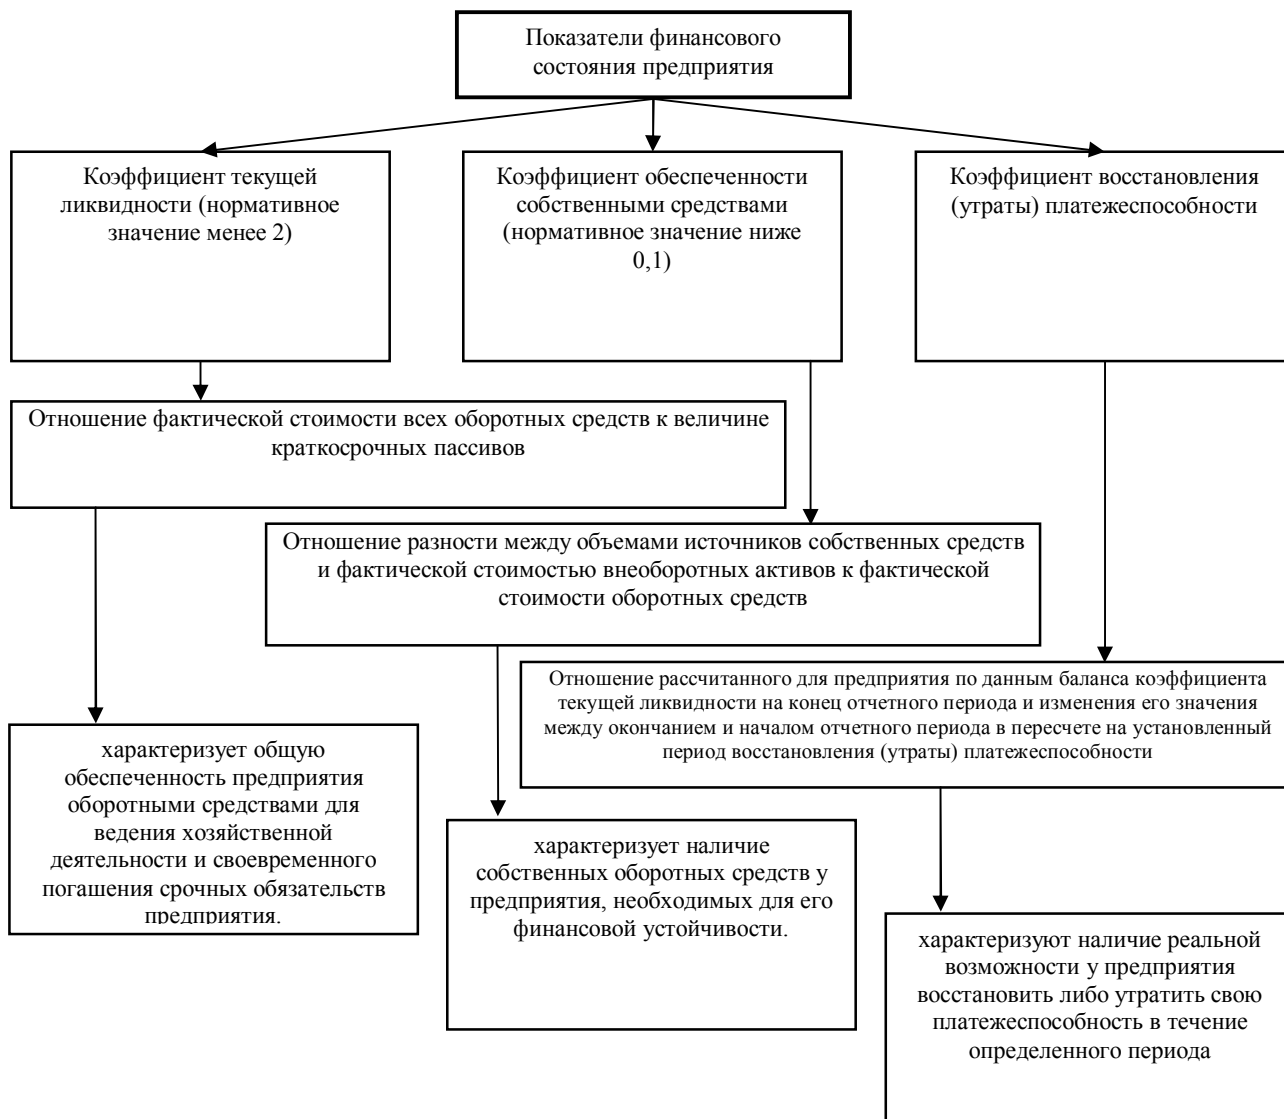 Показатели финансового
состояния предприятия
Коэффициент текущей
ликвидности (нормативное
значение менее 2)
Коэффициент обеспеченности
собственными средствами
(нормативное значение ниже
0,1)
Коэффициент восстановления
(утраты) платежеспособности
Отношение фактической стоимости всех оборотных средств к величине
краткосрочных пассивов
Отношение разности между объемами источников собственных средств
и фактической стоимостью внеоборотных активов к фактической
стоимости оборотных средств
Отношение рассчитанного для предприятия по данным баланса коэффициента
текущей ликвидности на конец отчетного периода и изменения его значения
между окончанием и началом отчетного периода в пересчете на установленный
период восстановления (утраты) платежеспособности
характеризует общую
обеспеченность предприятия
оборотными средствами для
ведения хозяйственной
деятельности и своевременного
погашения срочных обязательств
предприятия.
характеризует наличие
собственных оборотных средств у
предприятия, необходимых для его
финансовой устойчивости.
характеризуют наличие реальной
возможности у предприятия
восстановить либо утратить свою
платежеспособность в течение
определенного периода